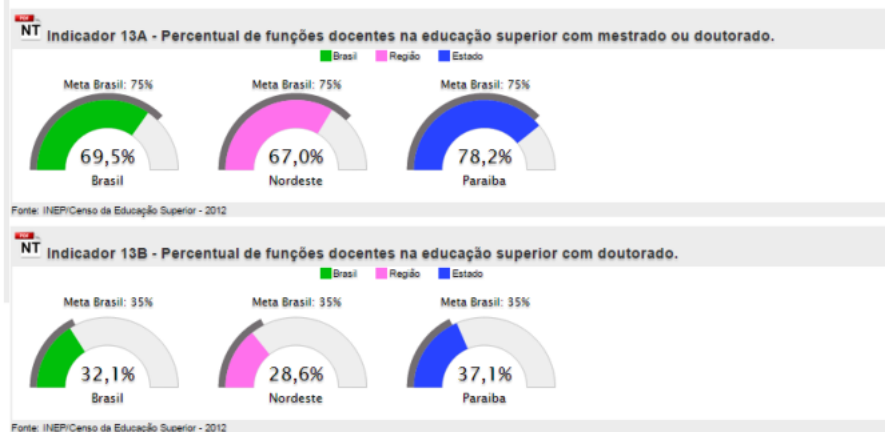 PDF
NT Indicador 13A - Percentual de funções docentes na educação superior com mestrado ou doutorado.
Brasil Região Estado
Meta Brasil: 75% Meta Brasil: 75% Meta Brasil: 75%
69,5% 67,0% 78,2%
Brasil Nordeste Paraiba
Fonte: INEP/Censo da Educação Superior - 2012
PDF
NT Indicador 13B - Percentual de funções docentes na educação superior com doutorado.
Brasil Região Estado
Meta Brasil: 35% Meta Brasil: 35% Meta Brasil: 35%
32,1% 28,6% 37,1%
Brasil Nordeste Paraiba
Fonte: INEP/Censo da Educação Superior - 2012